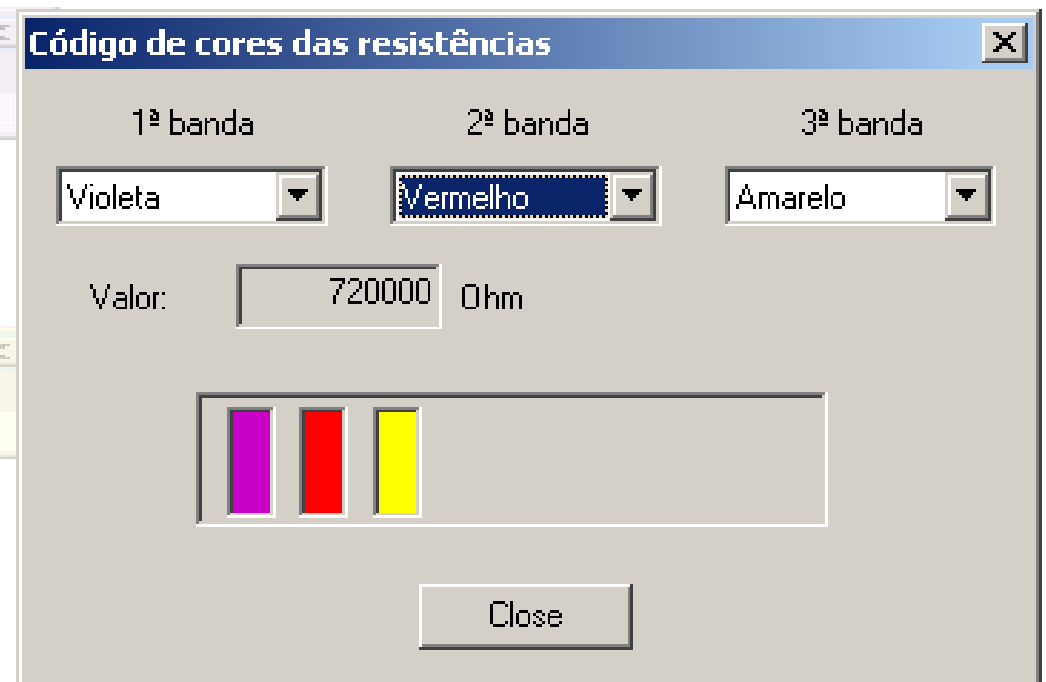 Código de cores das resistências
1ª banda 2ª banda 3ª banda
Violeta Vermelho Amarelo
Valor: 720000 Ohm
Close